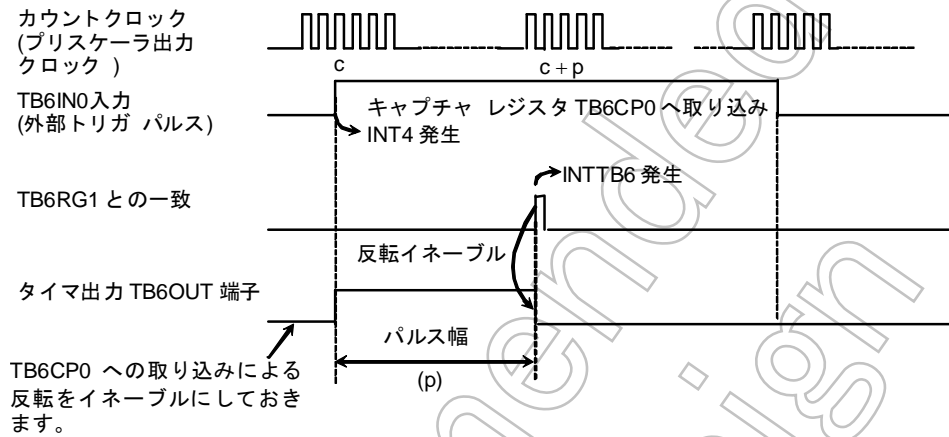 カウントクロック
(プリスケーラ出力
クロック )
c
c + p
TB6IN0入力
(外部トリガ パルス)
キャプチャ レジスタ TB6CP0 へ取り込み
INT4 発生
INTTB6 発生
TB6RG1 との一致
反転イネーブル
タイマ出力 TB6OUT 端子
パルス幅
(p)
TB6CP0 への取り込みによる
反転をイネーブルにしておき
ます。